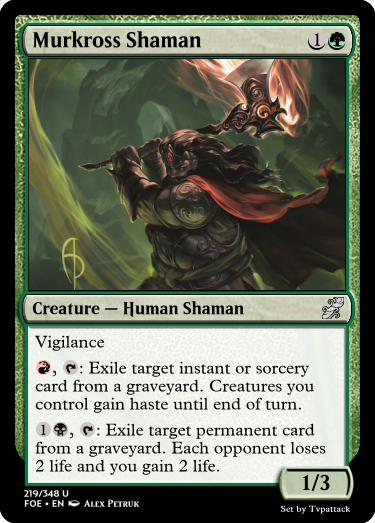 Murkross Shaman 1
Creature — Human Shaman
Vigilance
, : Exile target instant or sorcery
card from a graveyard. Creatures you
control gain haste until end of turn.
1 , : Exile target permanent card
from a graveyard. Each opponent loses
2 life and you gain 2 life.
1/3
219/348 U
FOE • EN Alex Petruk
Set by Tvpattack